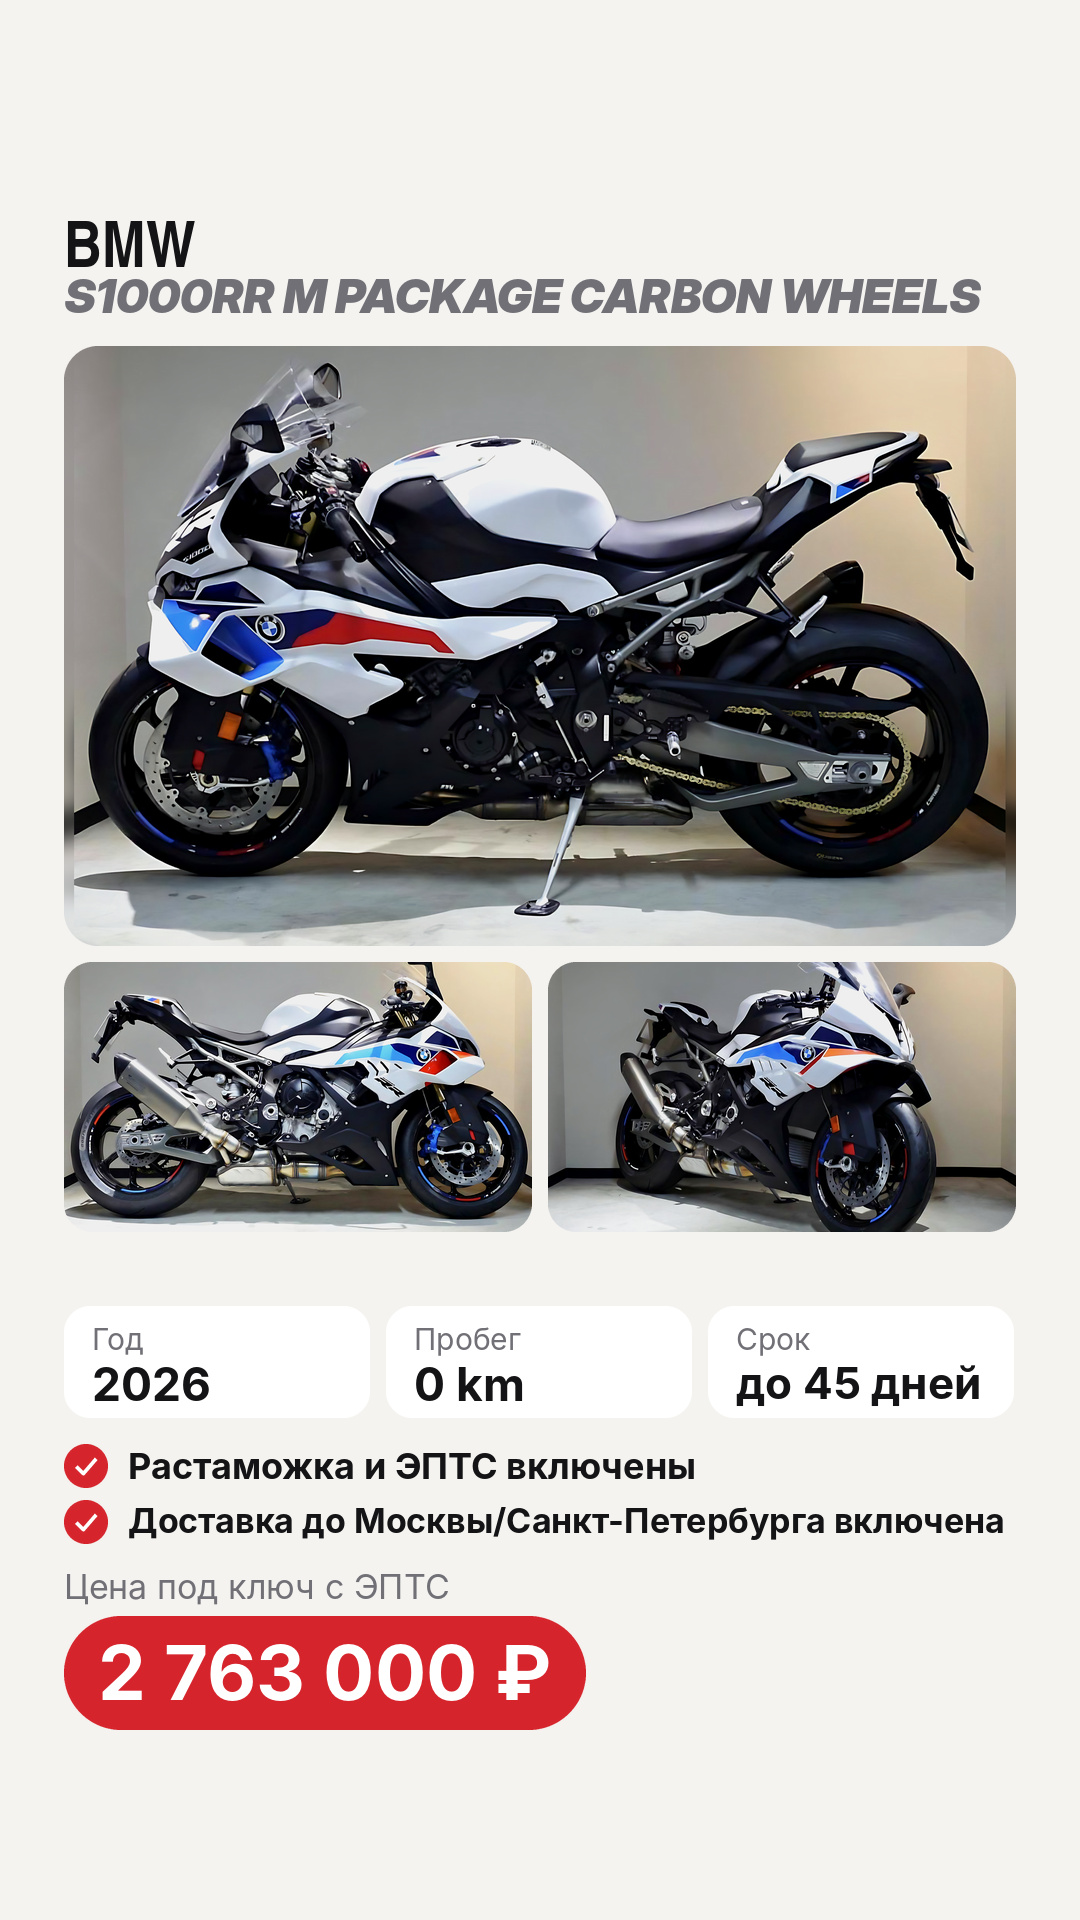 BMW
S1000RR M PACKAGE CARBON WHEELS
Год
2026
Пробег
0 km
Срок
до 45 дней
Растаможка и ЭПТС включены
Доставка до Москвы/Санкт-Петербурга включена
Цена под ключ с ЭПТС
2 763 000 ₽